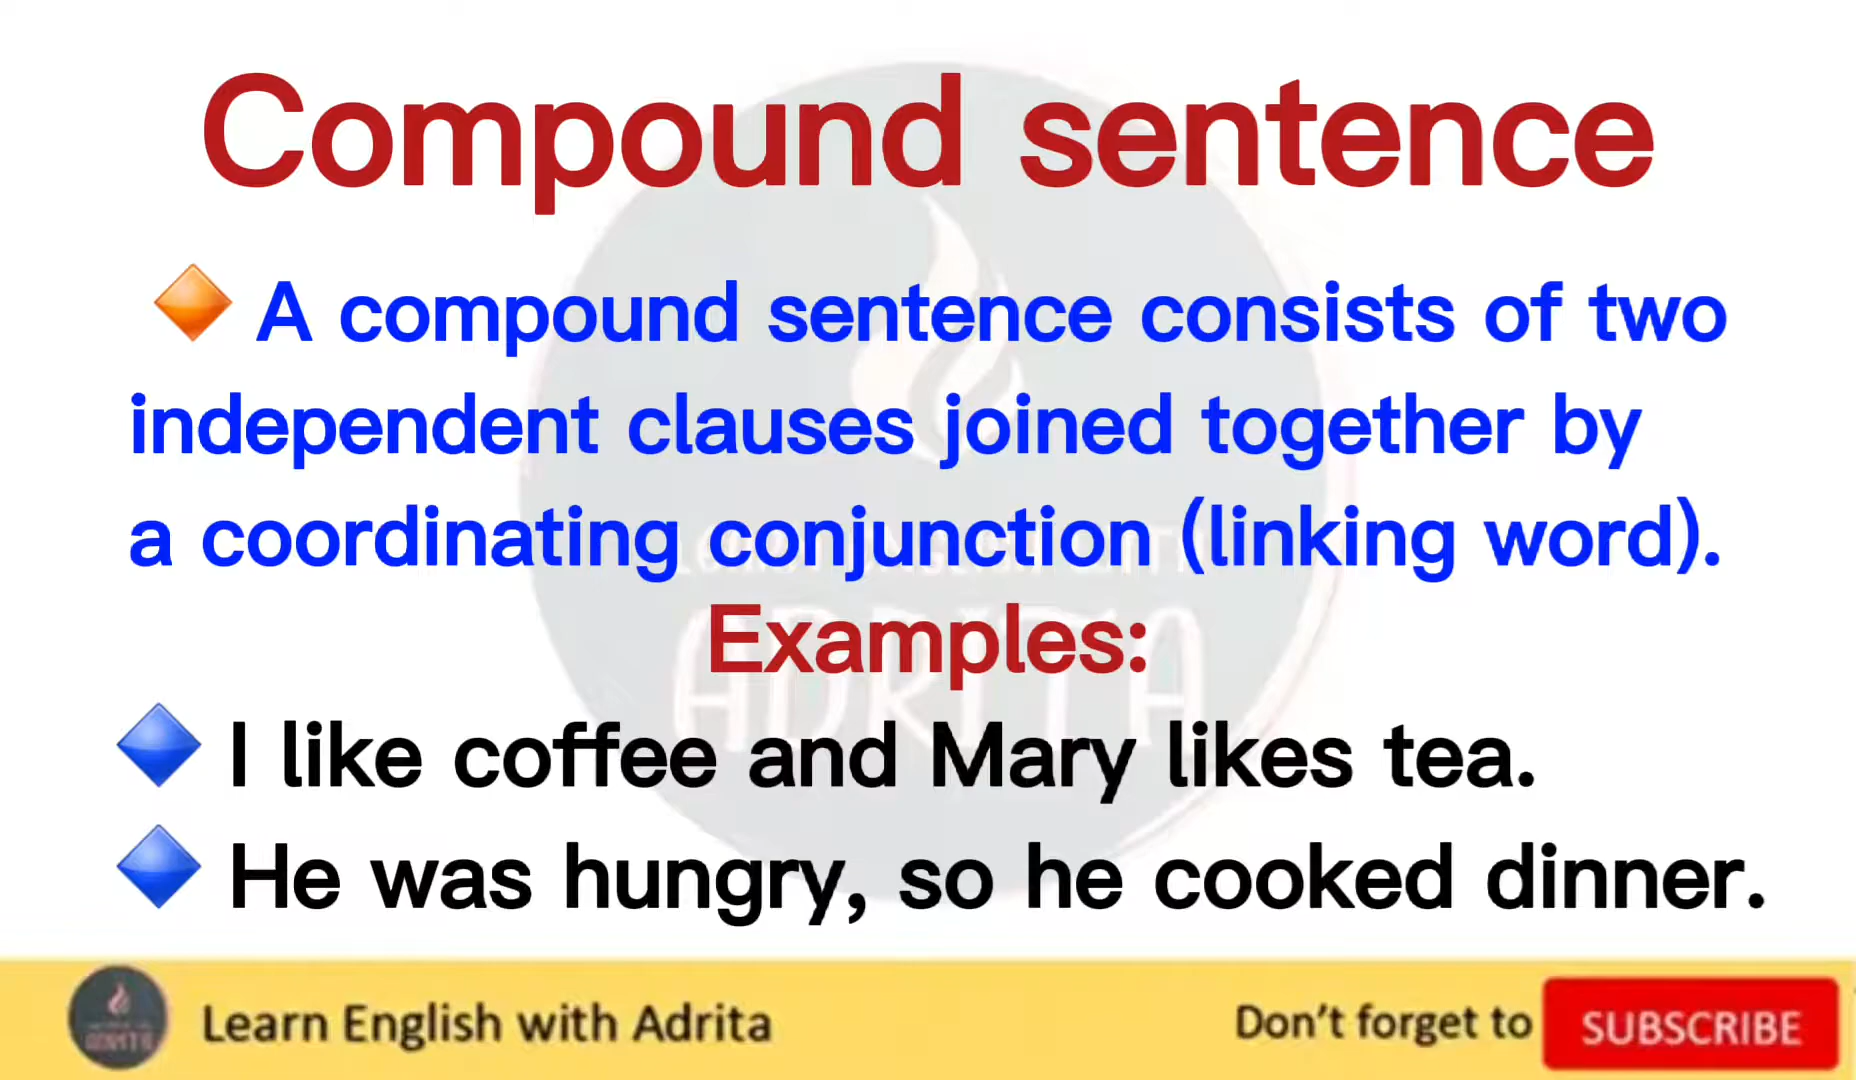 Compound sentence
A compound sentence consists of two
independent clauses joined together by
a coordinating conjunction (linking word).
Examples:
I like coffee and Mary likes tea.
He was hungry, so he cooked dinner.
ADRITA
Learn English with Adrita
Don't forget to SUBSCRIBE